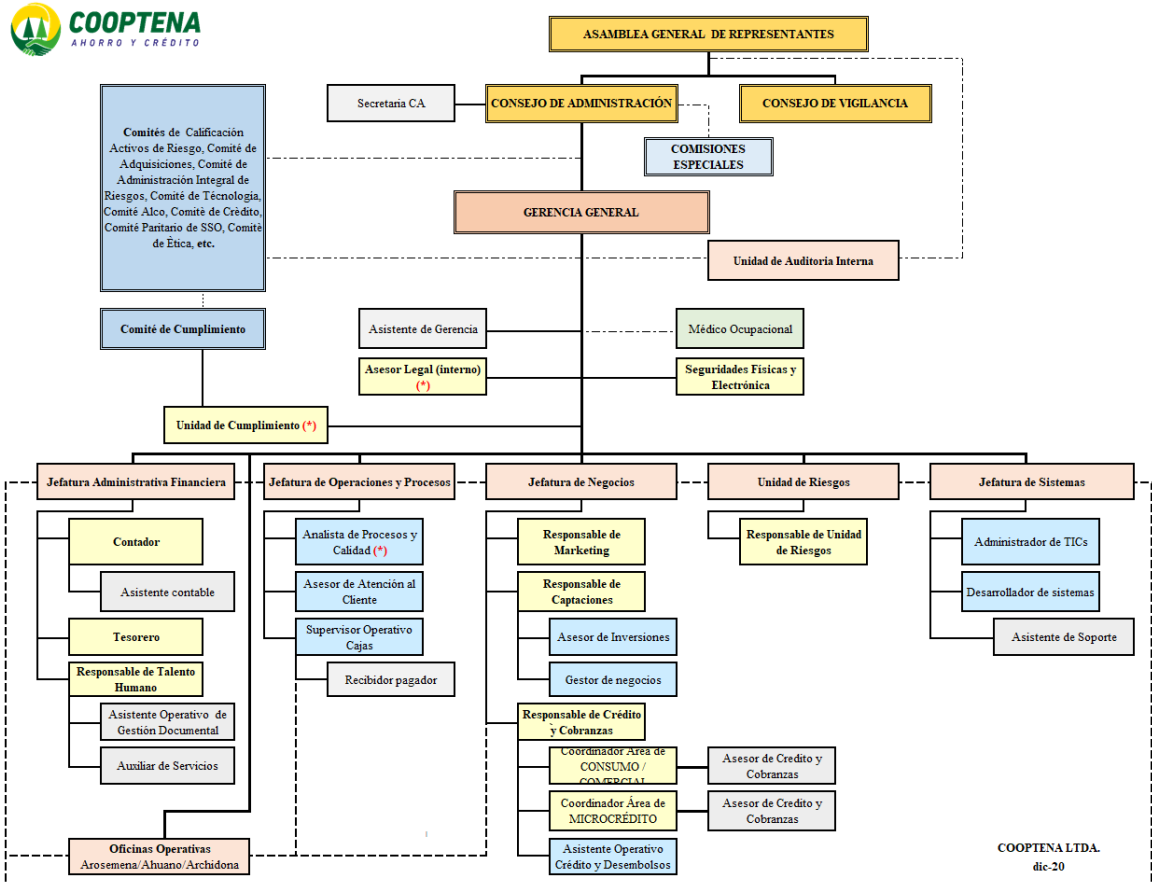 COOPTENA
AHORRO Y CRÉDITO
ASAMBLEA GENERAL DE REPRESENTANTES
Secretaria CA
CONSEJO DE ADMINISTRACIÓN
CONSEJO DE VIGILANCIA
COMISIONES
ESPECIALES
Comités de Calificación
Activos de Riesgo, Comité de
Adquisiciones, Comité de
Administración Integral de
Riesgos, Comité de Técnologia,
Comité Alco, Comitè de Crèdito,
Comité Paritario de SSO, Comitè
de Ètica, etc.
GERENCIA GENERAL
Unidad de Auditoría Interna
Comité de Cumplimiento
Asistente de Gerencia
Médico Ocupacional
Asesor Legal (interno)
(*)
Seguridades Físicas y
Electrónica
Unidad de Cumplimiento (*)
Jefatura Administrativa Financiera
Jefatura de Operaciones y Procesos
Jefatura de Negocios
Unidad de Riesgos
Jefatura de Sistemas
Contador
Asistente contable
Tesorero
Responsable de Talento
Humano
Asistente Operativo de
Gestión Documental
Auxiliar de Servicios
Oficinas Operativas
Arosemena/Ahuano/Archidona
Analista de Procesos y
Calidad (*)
Asesor de Atención al
Cliente
Supervisor Operativo
Cajas
Recibidor pagador
Responsable de
Marketing
Responsable de
Captaciones
Asesor de Inversiones
Gestor de negocios
Responsable de Crédito
y Cobranzas
Coordinador Área de
CONSUMO /
COMERCIAL
Asesor de Credito y
Cobranzas
Coordinador Área de
MICROCRÉDITO
Asesor de Credito y
Cobranzas
Asistente Operativo
Crédito y Desembolsos
Responsable de Unidad
de Riesgos
Administrador de TICs
Desarrollador de sistemas
Asistente de Soporte
COOPTENA LTDA.
dic-20